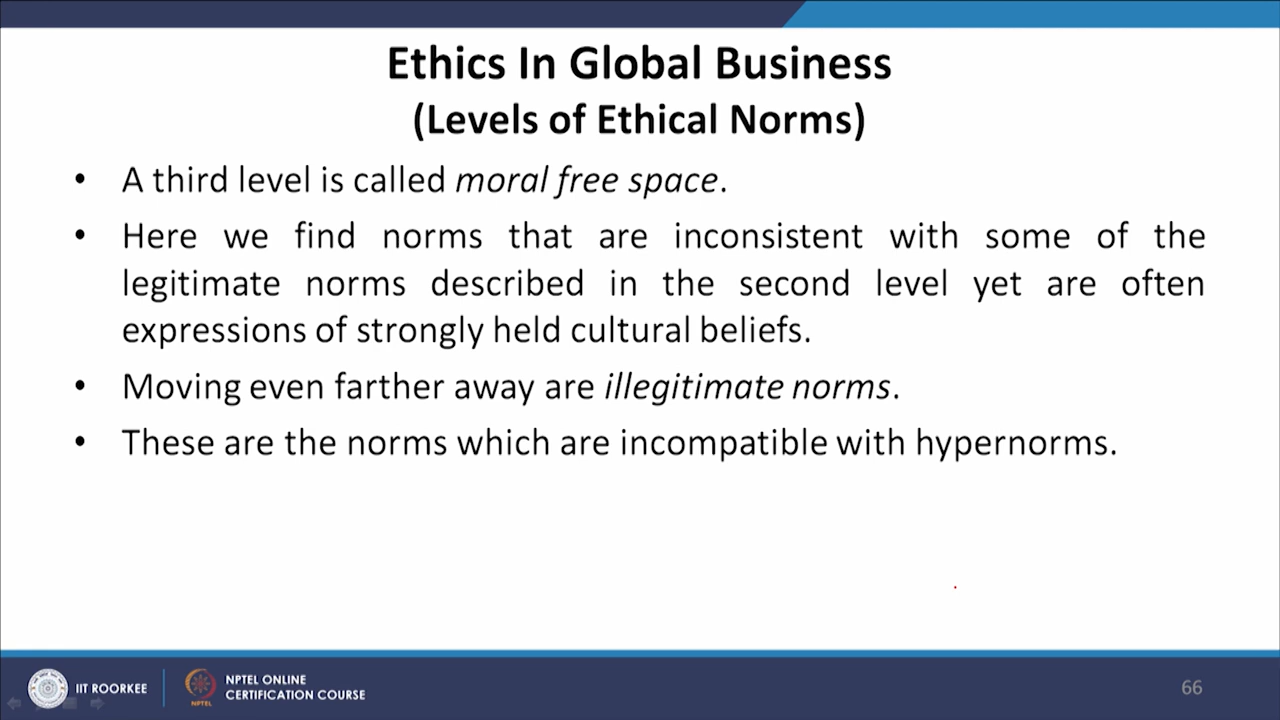 Ethics In Global Business
(Levels of Ethical Norms)
• A third level is called moral free space.
• Here we find norms that are inconsistent with some of the
legitimate norms described in the second level yet are often
expressions of strongly held cultural beliefs.
• Moving even farther away are illegitimate norms.
• These are the norms which are incompatible with hypernorms.
IIT ROORKEE
NPTEL
NPTEL ONLINE
CERTIFICATION COURSE
66